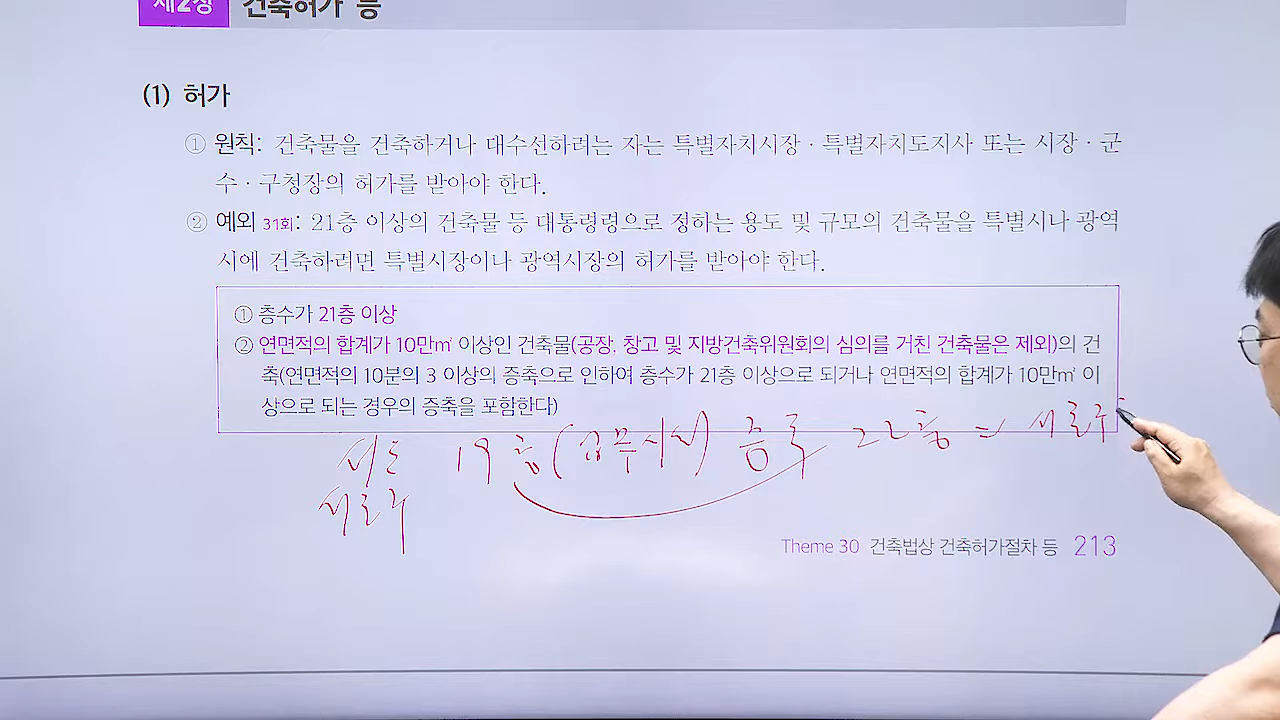 제2장 건축허가 등
(1) 허가
① 원칙: 건축물을 건축하거나 대수선하려는 자는 특별자치시장·특별자치도지사 또는 시장·군
수·구청장의 허가를 받아야 한다.
② 예외 31회: 21층 이상의 건축물 등 대통령령으로 정하는 용도 및 규모의 건축물을 특별시나 광역
시에 건축하려면 특별시장이나 광역시장의 허가를 받아야 한다.
① 층수가 21층 이상
② 연면적의 합계가 10만㎡ 이상인 건축물(공장, 창고 및 지방건축위원회의 심의를 거친 건축물은 제외)의 건
축(연면적의 10분의 3 이상의 증축으로 인하여 층수가 21층 이상으로 되거나 연면적의 합계가 10만㎡ 이
상으로 되는 경우의 증축을 포함한다)
19층( ) 증축 22층
Theme 30 건축법상 건축허가절차 등 213